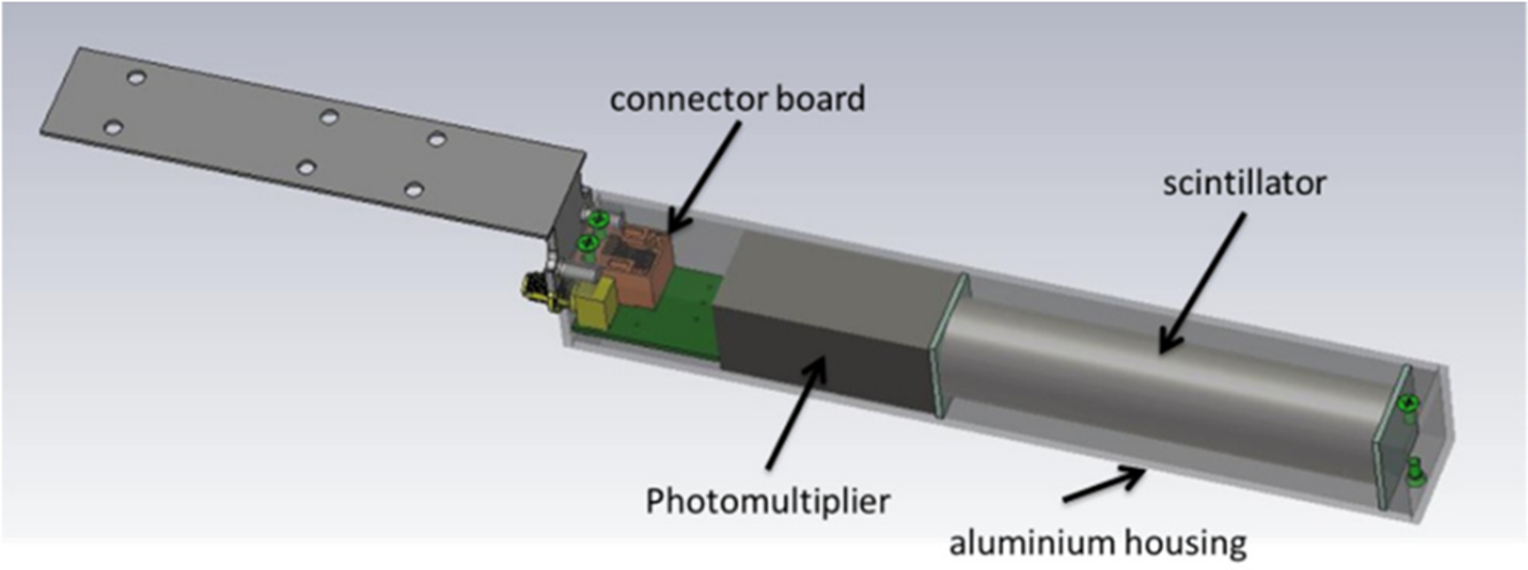 connector board
scintillator
Photomultiplier
aluminium housing